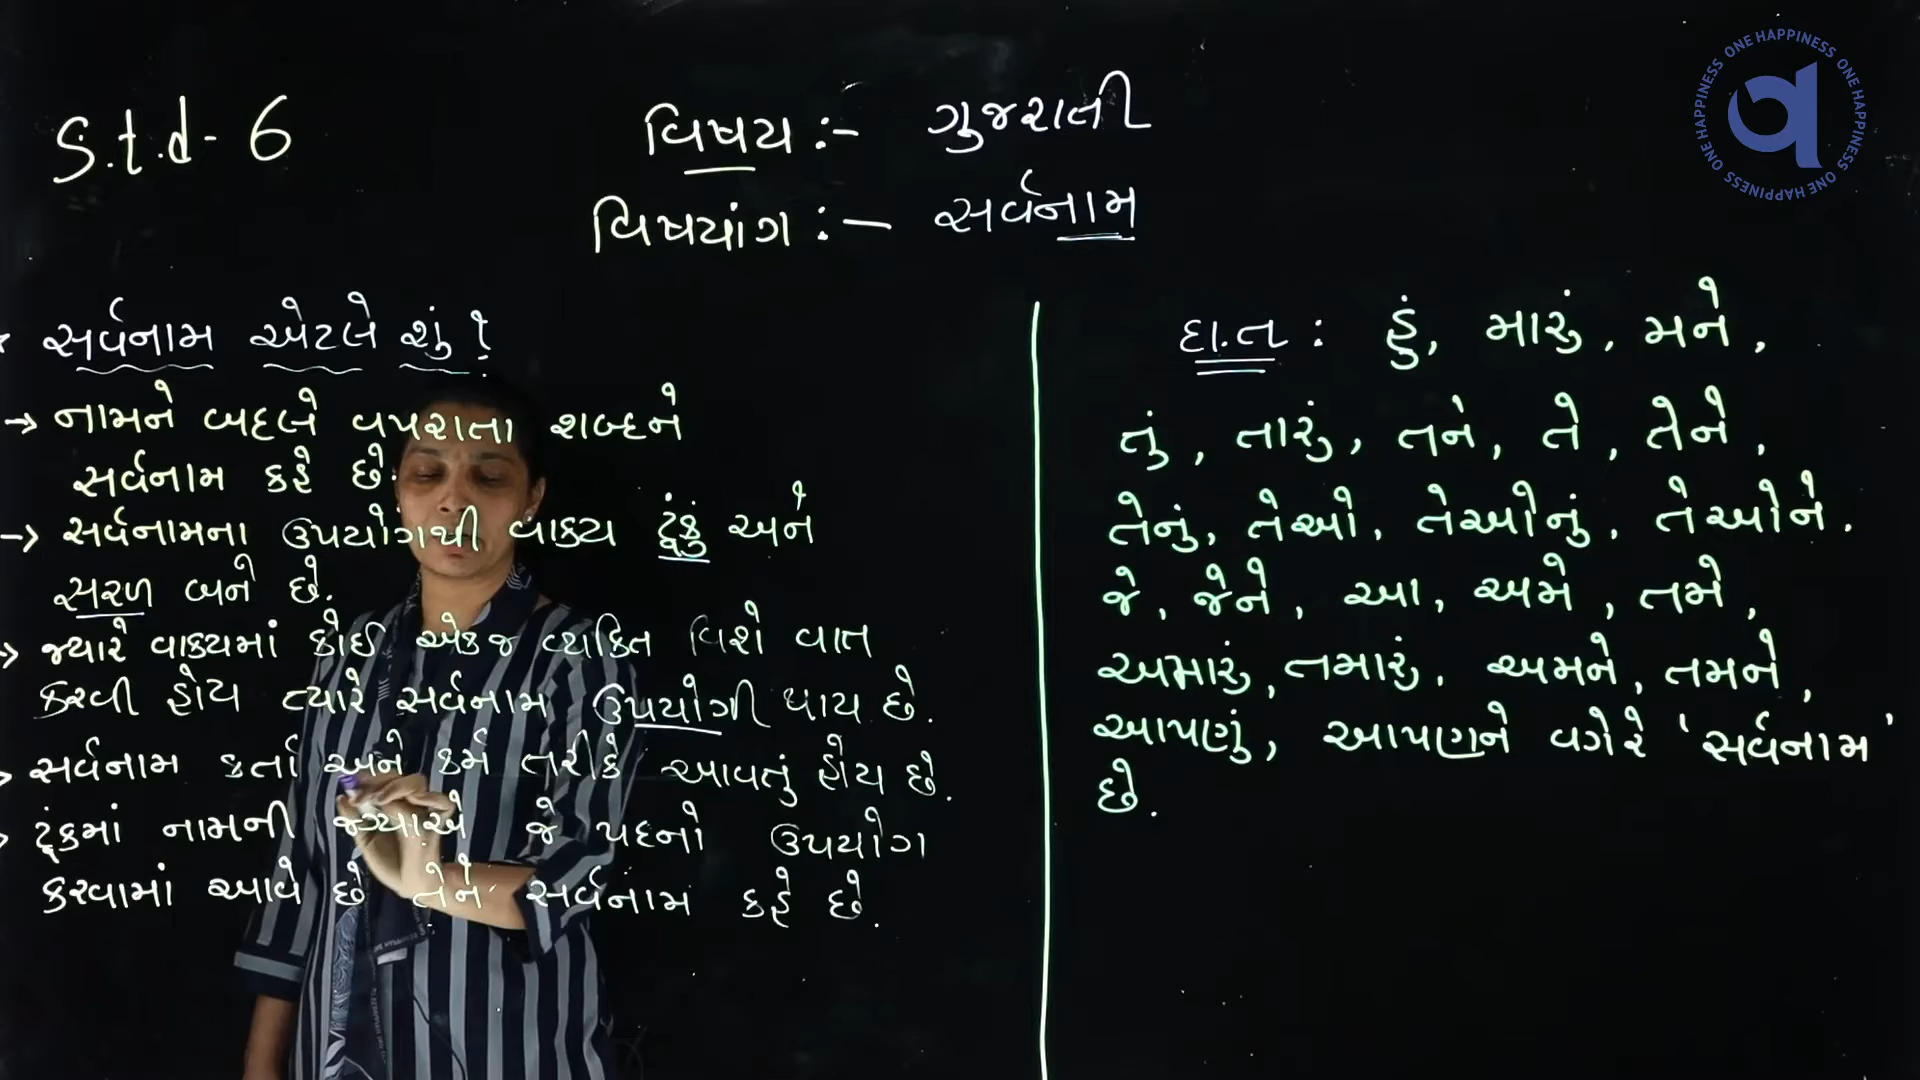 S.t.d- 6
વિષય :- ગુજરાતી
વિષયાંગ :- સર્વનામ
ONE HAPPINESS ONE HAPPINESS ONE HAPPINESS ONE HAPPINESS
* સર્વનામ એટલે શું ?
→ નામને બદલે વપરાતા શબ્દને
સર્વનામ કહે છે.
→ સર્વનામના ઉપયોગથી વાક્ય ટૂંકું અને
સરળ બને છે.
→ જ્યારે વાક્યમાં કોઈ એક જ વ્યક્તિ વિશે વાત
કરવી હોય ત્યારે સર્વનામ ઉપયોગી થાય છે.
→ સર્વનામ કર્તા અને કર્મ તરીકે આવતું હોય છે.
→ ટૂંકમાં નામની જગ્યાએ જે પદનો ઉપયોગ
કરવામાં આવે છે તેને સર્વનામ કહે છે.
દા.ત : હું, મારું, મને,
તું, તારું, તને, તે, તેને,
તેનું, તેઓ, તેઓનું, તેઓને.
જે, જેને, આ, અમે, તમે,
અમારું, તમારું, અમને, તમને,
આપણું, આપણને વગેરે 'સર્વનામ'
છે.